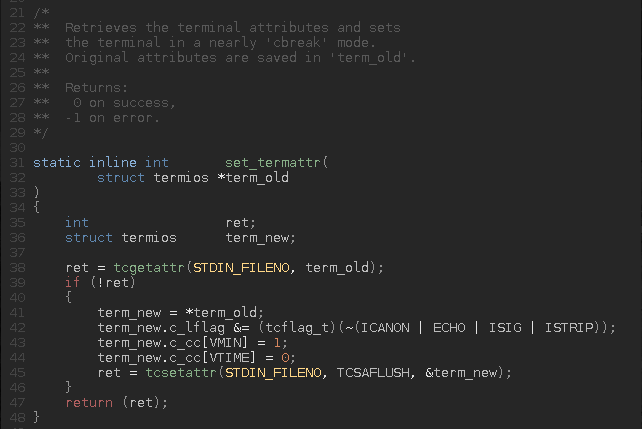 21 /*
22 **  Retrieves the terminal attributes and sets
23 **  the terminal in a nearly 'cbreak' mode.
24 **  Original attributes are saved in 'term_old'.
25 **
26 **  Returns:
27 **   0 on success,
28 **  -1 on error.
29 */
30
31 static inline int       set_termattr(
32         struct termios *term_old
33 )
34 {
35     int                 ret;
36     struct termios      term_new;
37
38     ret = tcgetattr(STDIN_FILENO, term_old);
39     if (!ret)
40     {
41         term_new = *term_old;
42         term_new.c_lflag &= (tcflag_t)(~(ICANON | ECHO | ISIG | ISTRIP));
43         term_new.c_cc[VMIN] = 1;
44         term_new.c_cc[VTIME] = 0;
45         ret = tcsetattr(STDIN_FILENO, TCSAFLUSH, &term_new);
46     }
47     return (ret);
48 }